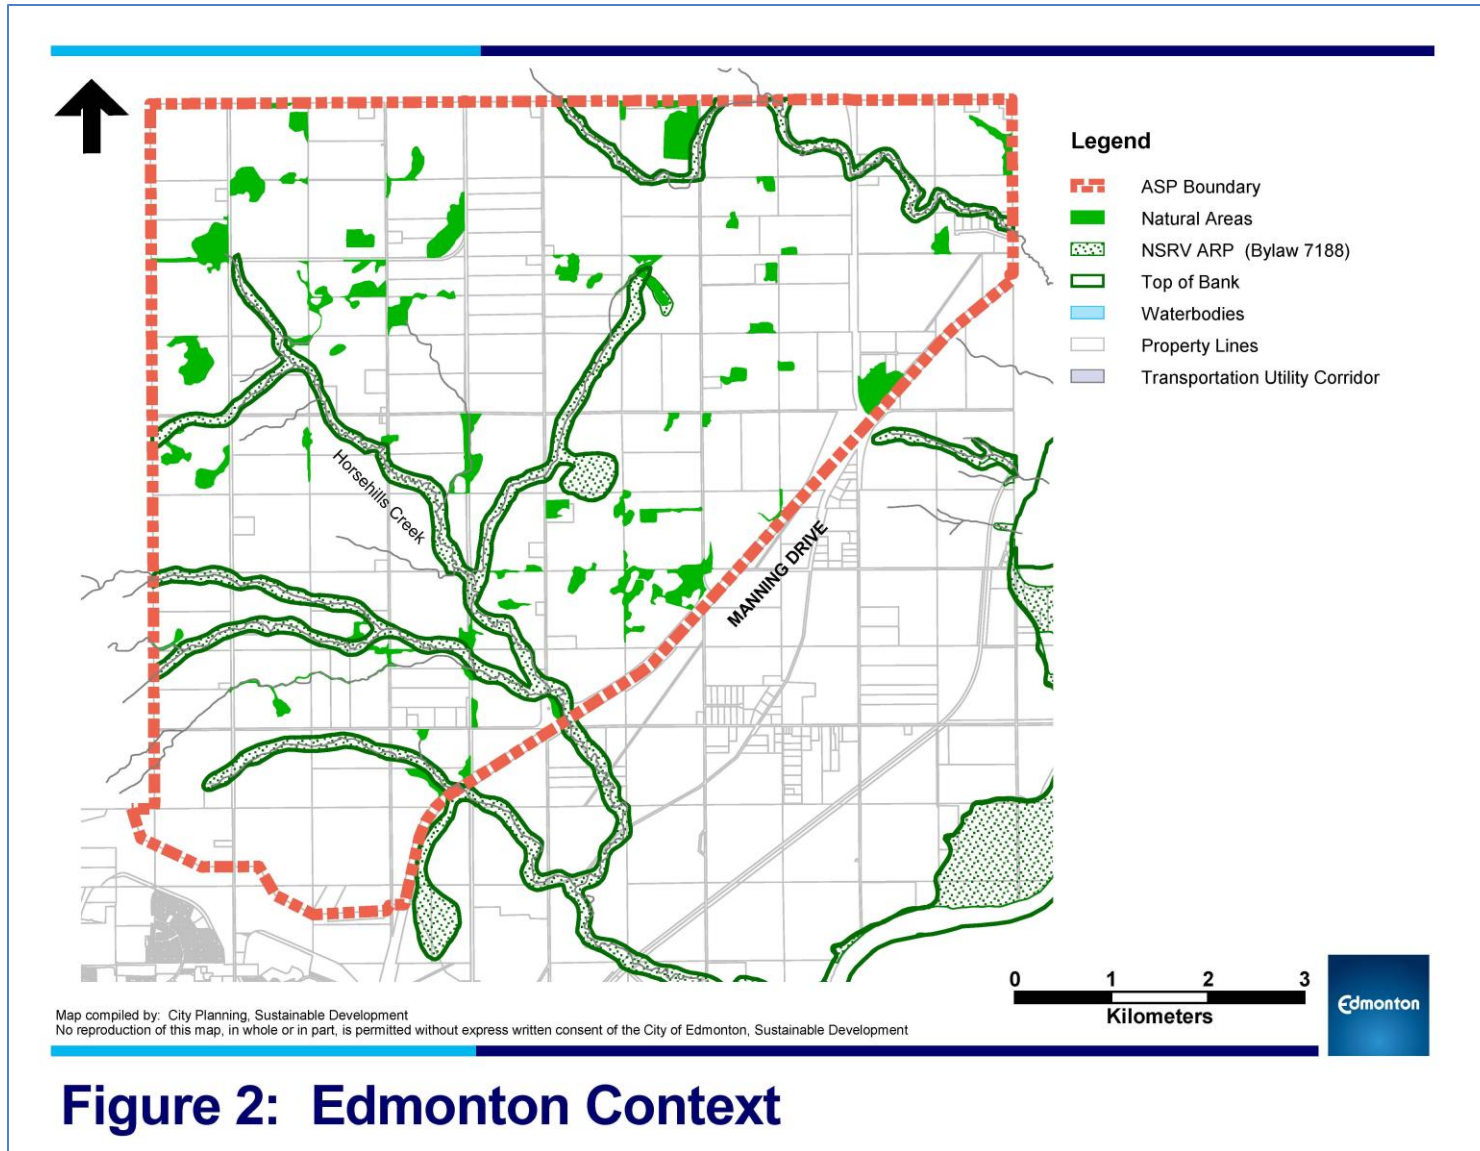 Legend
ASP Boundary
Natural Areas
NSRV ARP (Bylaw 7188)
Top of Bank
Waterbodies
Property Lines
Transportation Utility Corridor
Horsehills Creek
MANNING DRIVE
0 1 2 3
Kilometers
Edmonton
Map compiled by: City Planning, Sustainable Development
No reproduction of this map, in whole or in part, is permitted without express written consent of the City of Edmonton, Sustainable Development
Figure 2: Edmonton Context